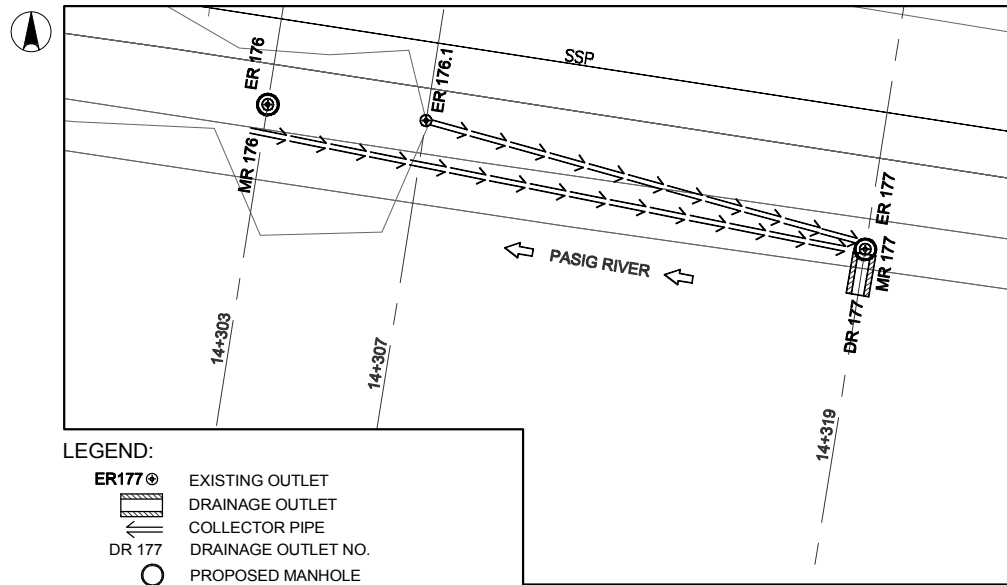 SSP
ER 176
ER 176.1
MR 176
ER 177
MR 177
PASIG RIVER
DR 177
14+303
14+307
14+319
LEGEND:
ER177 EXISTING OUTLET
DRAINAGE OUTLET
COLLECTOR PIPE
DR 177 DRAINAGE OUTLET NO.
PROPOSED MANHOLE